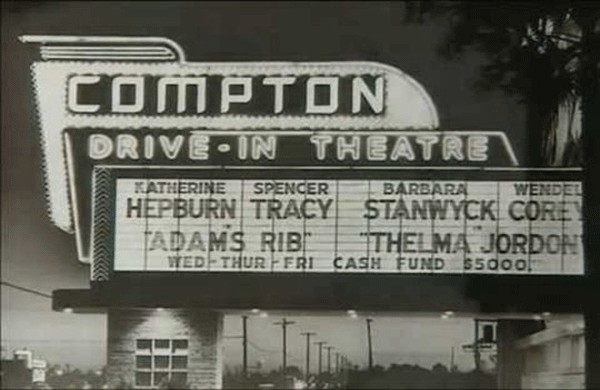 COMPTON
DRIVE-IN THEATRE
KATHERINE SPENCER BARBARA WENDEL
HEPBURN TRACY STANWYCK COREY
"ADAMS RIB" "THELMA JORDON
WED-THUR-FRI CASH FUND $5000.